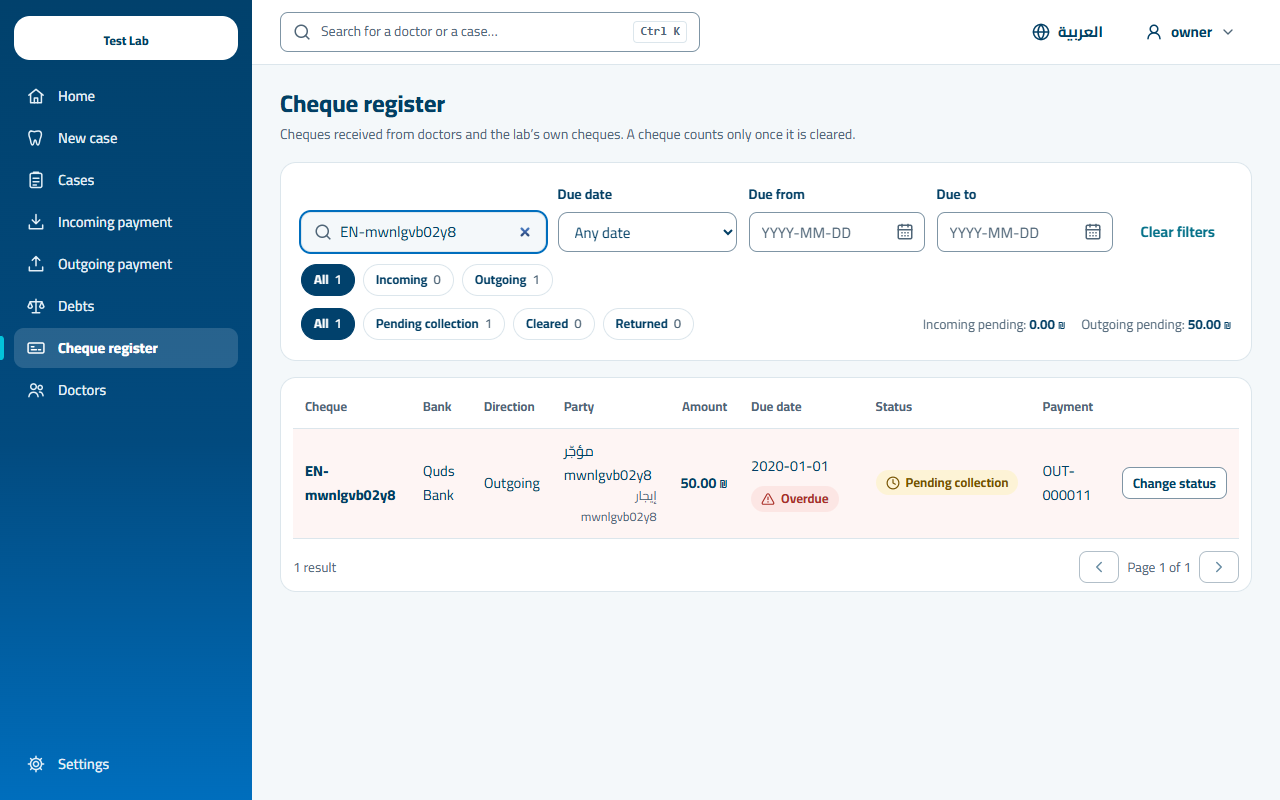 Test Lab
Search for a doctor or a case...
Ctrl K
العربية
owner
Home
New case
Cases
Incoming payment
Outgoing payment
Debts
Cheque register
Doctors
Settings
Cheque register
Cheques received from doctors and the lab's own cheques. A cheque counts only once it is cleared.
Due date
Due from
Due to
EN-mwnlgvb02y8
Any date
YYYY-MM-DD
YYYY-MM-DD
Clear filters
All 1
Incoming 0
Outgoing 1
All 1
Pending collection 1
Cleared 0
Returned 0
Incoming pending: 0.00 ₪
Outgoing pending: 50.00 ₪
Cheque
Bank
Direction
Party
Amount
Due date
Status
Payment
EN-
mwnlgvb02y8
Quds
Bank
Outgoing
مؤجّر
mwnlgvb02y8
إيجار
mwnlgvb02y8
50.00 ₪
2020-01-01
Overdue
Pending collection
OUT-
000011
Change status
1 result
Page 1 of 1